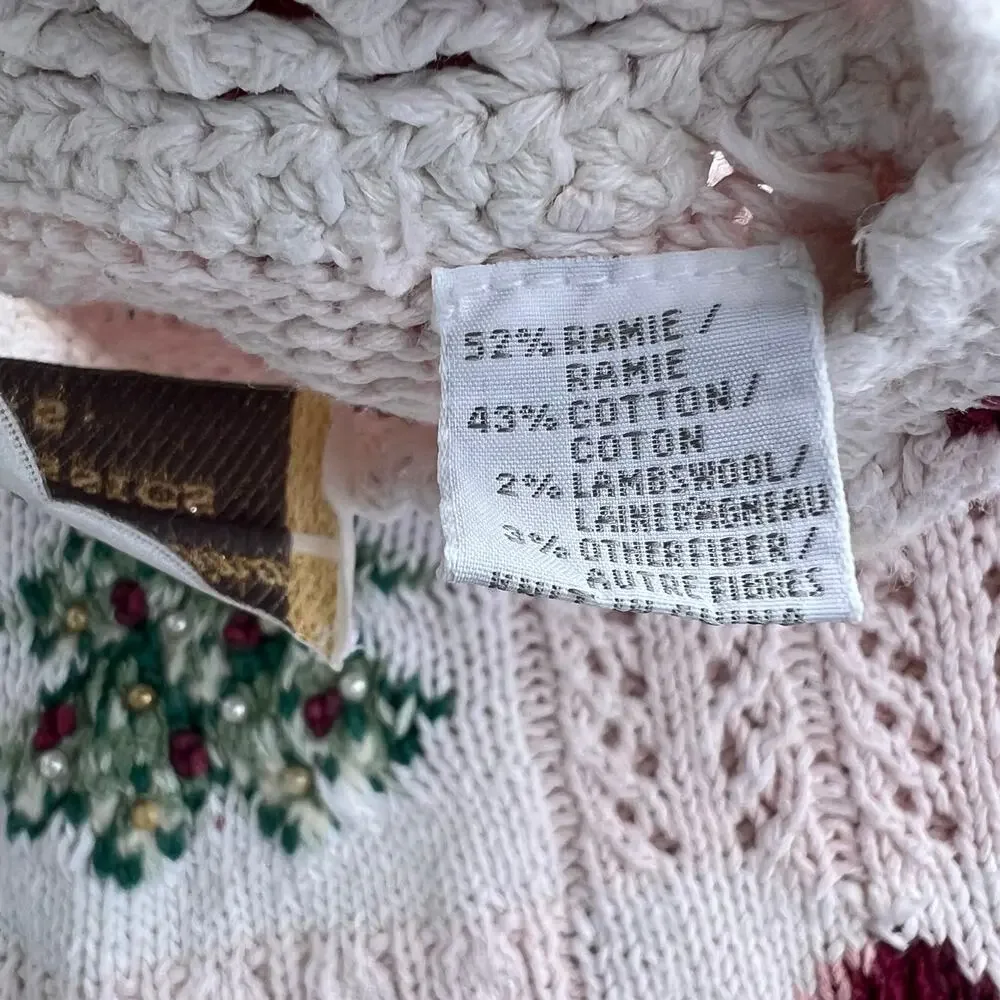 52% RAMIE /
RAMIE
43% COTTON /
COTON
2% LAMBSWOOL /
LAINE D'AGNEAU
3% OTHER FIBER /
AUTRE FIBRES